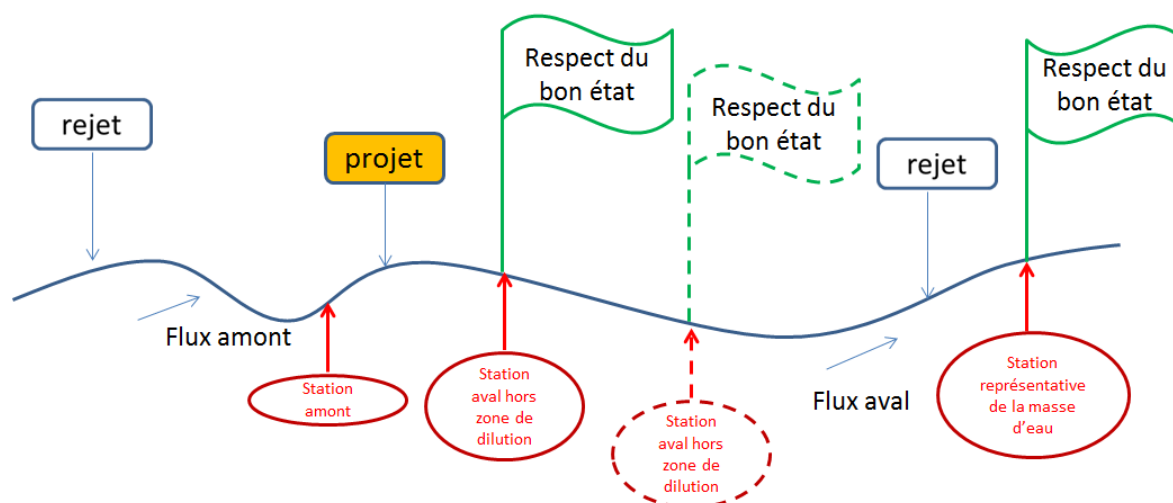 Respect du
bon état
Respect du
bon état
Respect du
bon état
rejet
projet
rejet
Flux amont
Flux aval
Station
amont
Station
aval hors
zone de
dilution
Station
aval hors
zone de
dilution
Station
représentative
de la masse
d'eau